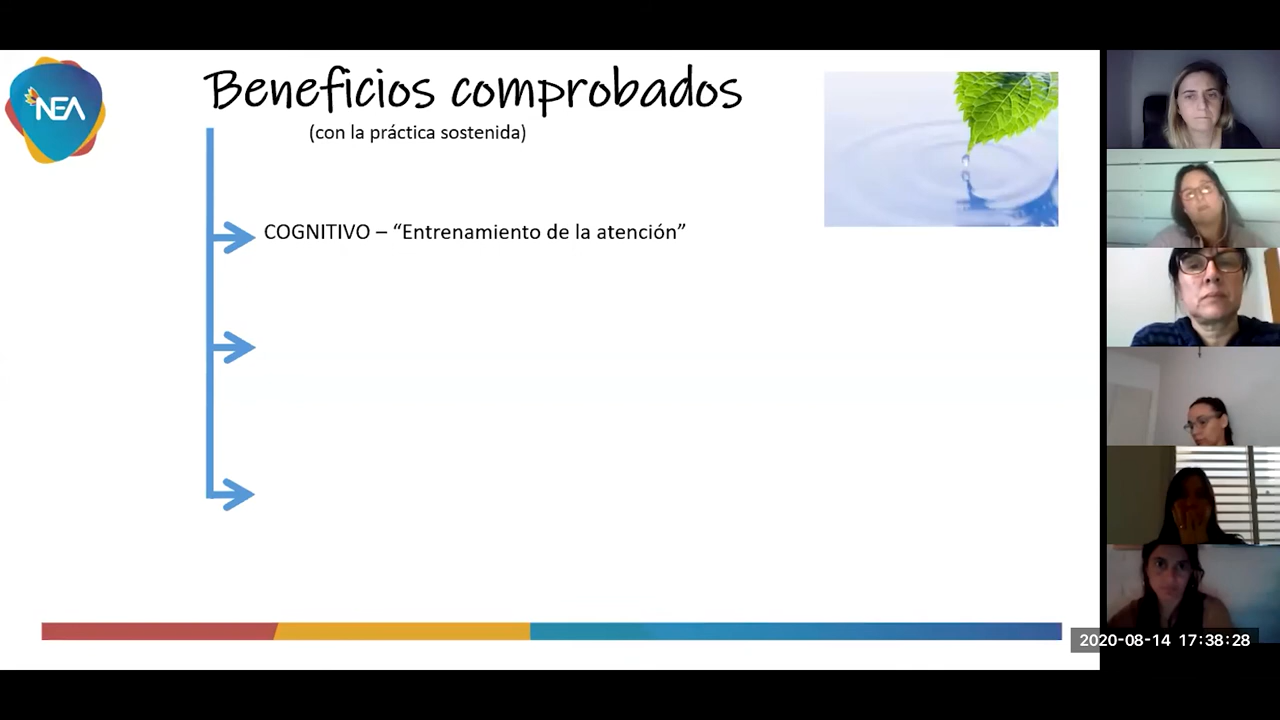 NEA
Beneficios comprobados
(con la práctica sostenida)
COGNITIVO – “Entrenamiento de la atención”
2020-08-14 17:38:28